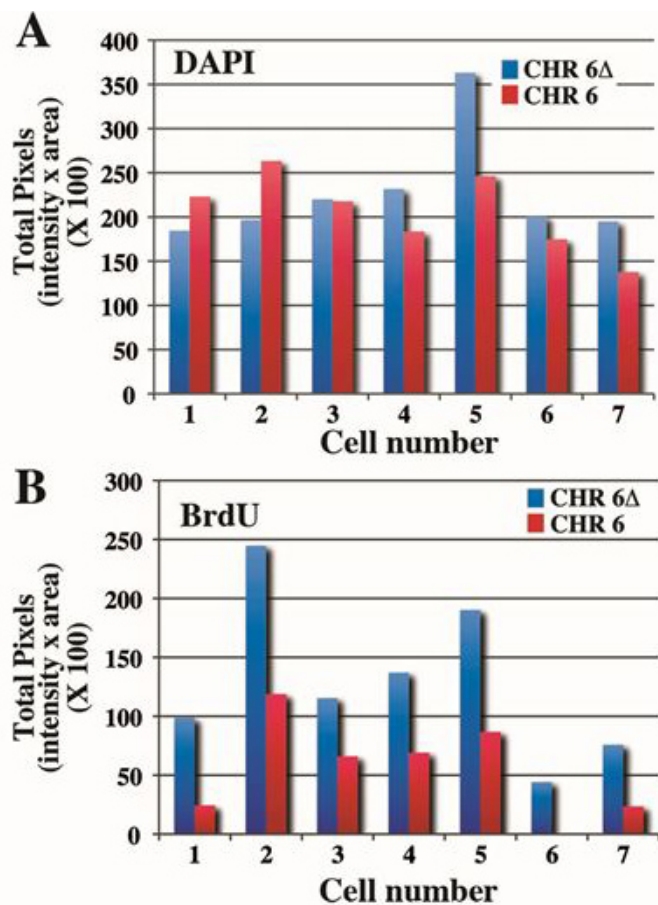 A
DAPI
CHR 6Δ
CHR 6
Total Pixels
(intensity x area)
(X 100)
400
350
300
250
200
150
100
50
0
1 2 3 4 5 6 7
Cell number
B
BrdU
CHR 6Δ
CHR 6
Total Pixels
(intensity x area)
(X 100)
300
250
200
150
100
50
0
1 2 3 4 5 6 7
Cell number